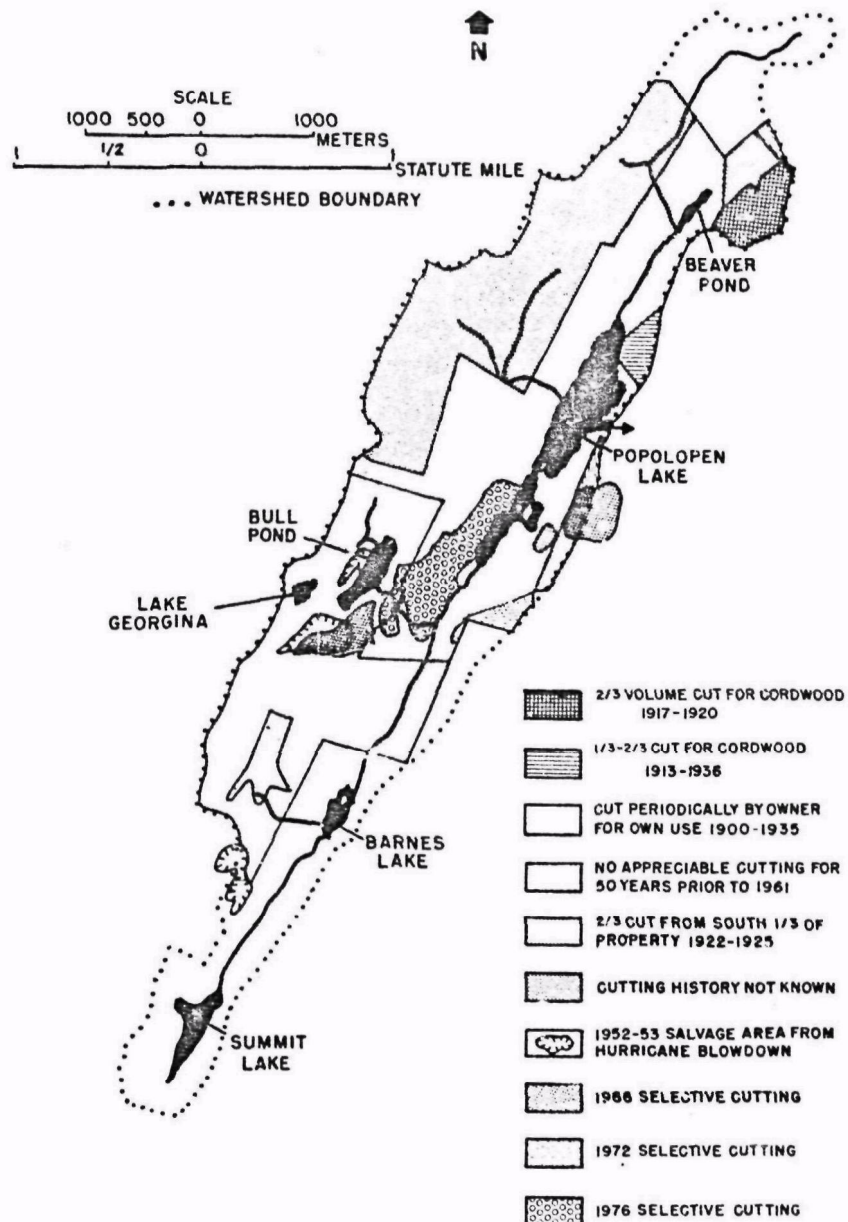 N
SCALE
1000 500 0 1000
METERS
1 1/2 0 1
STATUTE MILE
... WATERSHED BOUNDARY
BEAVER
POND
POPOLOPEN
LAKE
BULL
POND
LAKE
GEORGINA
BARNES
LAKE
SUMMIT
LAKE
2/3 VOLUME CUT FOR CORDWOOD
1917-1920
1/3-2/3 CUT FOR CORDWOOD
1913-1936
CUT PERIODICALLY BY OWNER
FOR OWN USE 1900-1935
NO APPRECIABLE CUTTING FOR
50 YEARS PRIOR TO 1961
2/3 CUT FROM SOUTH 1/3 OF
PROPERTY 1922-1925
CUTTING HISTORY NOT KNOWN
1952-53 SALVAGE AREA FROM
HURRICANE BLOWDOWN
1966 SELECTIVE CUTTING
1972 SELECTIVE CUTTING
1976 SELECTIVE CUTTING